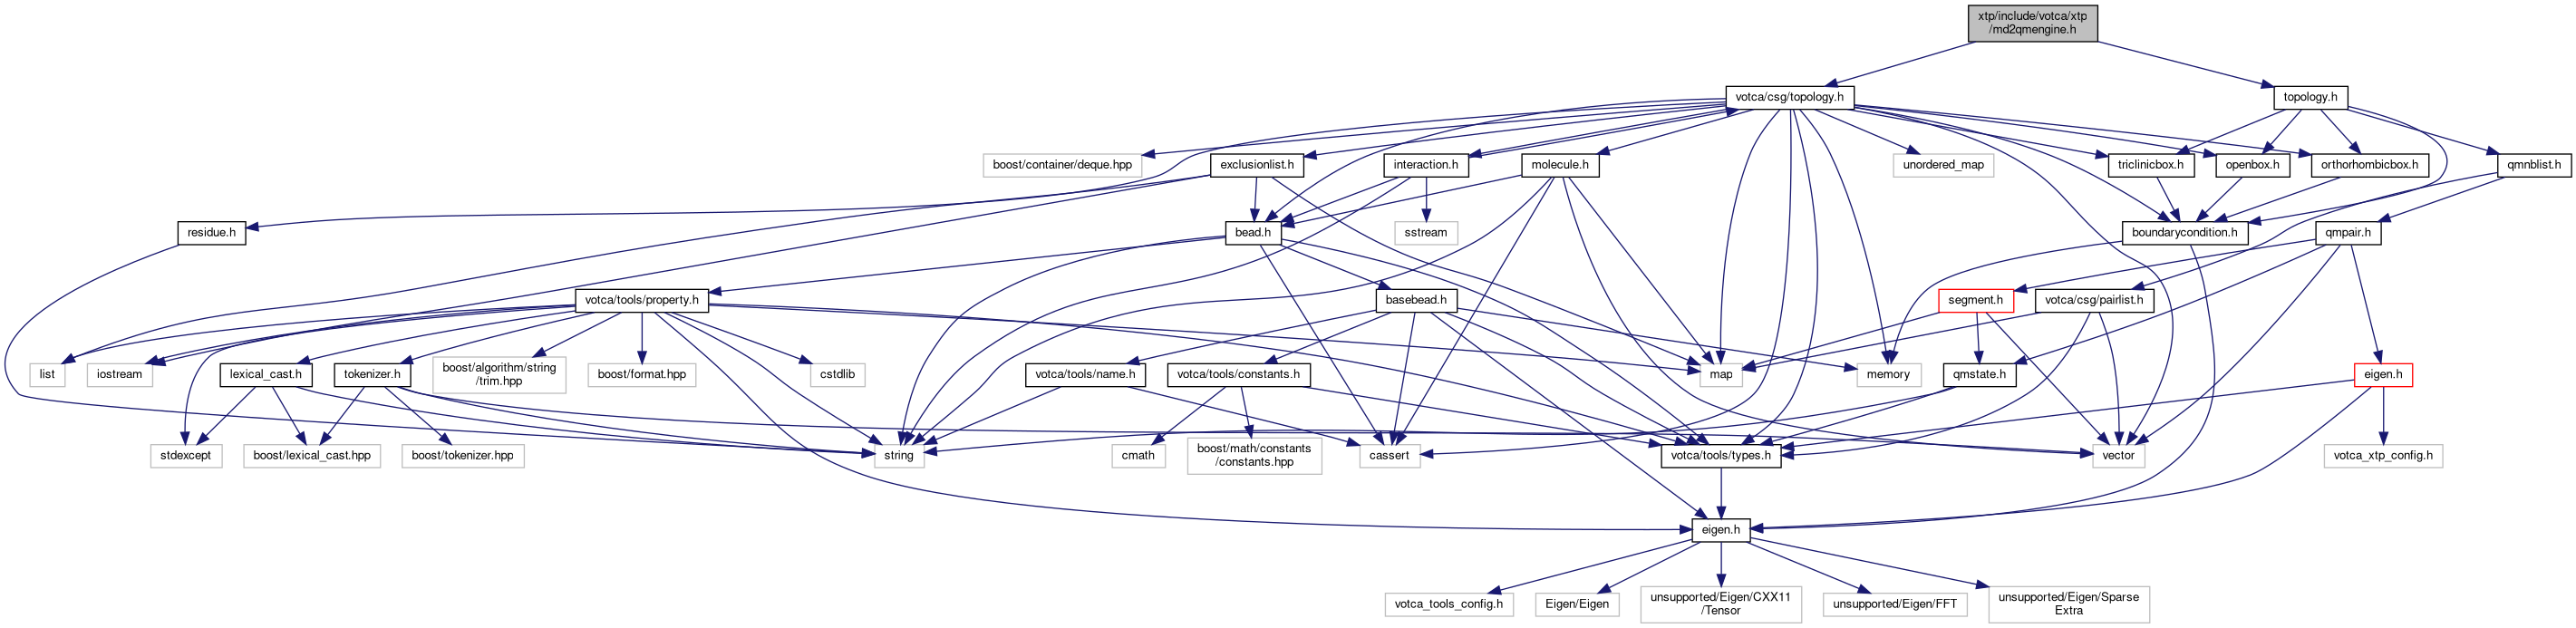 xtp/include/votca/xtp
/md2qmengine.h
votca/csg/topology.h
topology.h
boost/container/deque.hpp
exclusionlist.h
interaction.h
molecule.h
unordered_map
triclinicbox.h
openbox.h
orthorhombicbox.h
qmnblist.h
residue.h
bead.h
sstream
boundarycondition.h
qmpair.h
votca/tools/property.h
basebead.h
segment.h
votca/csg/pairlist.h
list
iostream
lexical_cast.h
tokenizer.h
boost/algorithm/string
/trim.hpp
boost/format.hpp
cstdlib
votca/tools/name.h
votca/tools/constants.h
map
memory
qmstate.h
eigen.h
stdexcept
boost/lexical_cast.hpp
boost/tokenizer.hpp
string
cmath
boost/math/constants
/constants.hpp
cassert
votca/tools/types.h
vector
votca_xtp_config.h
eigen.h
votca_tools_config.h
Eigen/Eigen
unsupported/Eigen/CXX11
/Tensor
unsupported/Eigen/FFT
unsupported/Eigen/Sparse
Extra